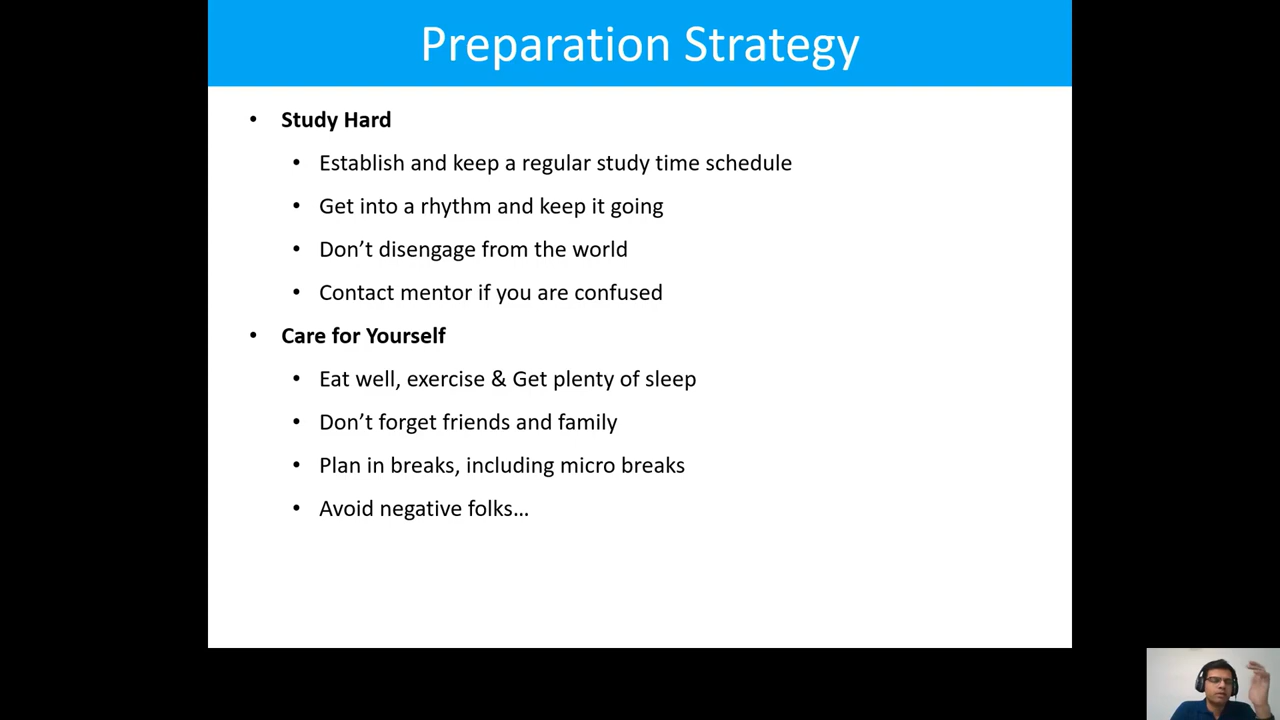 Preparation Strategy
• Study Hard
• Establish and keep a regular study time schedule
• Get into a rhythm and keep it going
• Don’t disengage from the world
• Contact mentor if you are confused
• Care for Yourself
• Eat well, exercise & Get plenty of sleep
• Don’t forget friends and family
• Plan in breaks, including micro breaks
• Avoid negative folks…